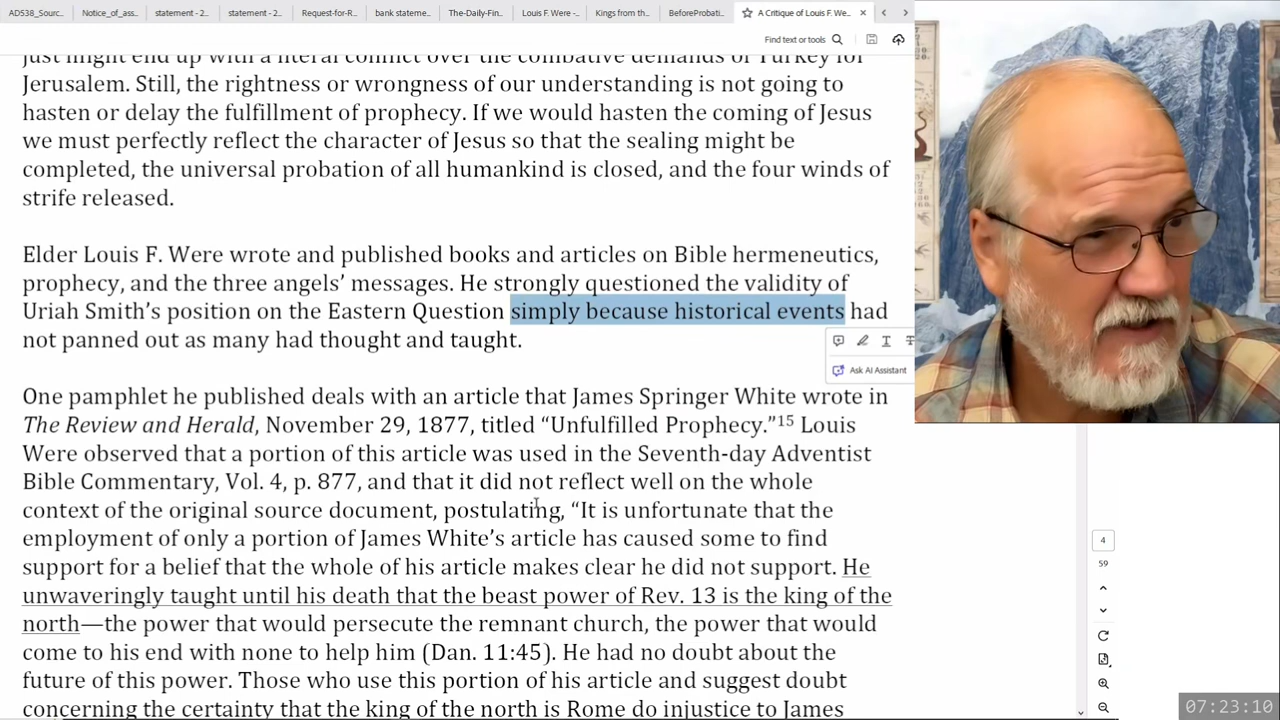 AD538_Sourc..
Notice_of_ass..
statement - 2...
statement - 2...
Request-for-R...
bank stateme...
The-Daily-Fin...
Louis F. Were -..
Kings from th...
BeforeProbati...
A Critique of Louis F. We...
Find text or tools
just might end up with a literal conflict over the combative demands of Turkey for
Jerusalem. Still, the rightness or wrongness of our understanding is not going to
hasten or delay the fulfillment of prophecy. If we would hasten the coming of Jesus
we must perfectly reflect the character of Jesus so that the sealing might be
completed, the universal probation of all humankind is closed, and the four winds of
strife released.
Elder Louis F. Were wrote and published books and articles on Bible hermeneutics,
prophecy, and the three angels’ messages. He strongly questioned the validity of
Uriah Smith’s position on the Eastern Question simply because historical events had
not panned out as many had thought and taught.
Ask AI Assistant
One pamphlet he published deals with an article that James Springer White wrote in
The Review and Herald, November 29, 1877, titled “Unfulfilled Prophecy.”15 Louis
Were observed that a portion of this article was used in the Seventh-day Adventist
Bible Commentary, Vol. 4, p. 877, and that it did not reflect well on the whole
context of the original source document, postulating, “It is unfortunate that the
employment of only a portion of James White’s article has caused some to find
support for a belief that the whole of his article makes clear he did not support. He
unwaveringly taught until his death that the beast power of Rev. 13 is the king of the
north—the power that would persecute the remnant church, the power that would
come to his end with none to help him (Dan. 11:45). He had no doubt about the
future of this power. Those who use this portion of his article and suggest doubt
concerning the certainty that the king of the north is Rome do injustice to James
4
59
07:23:10